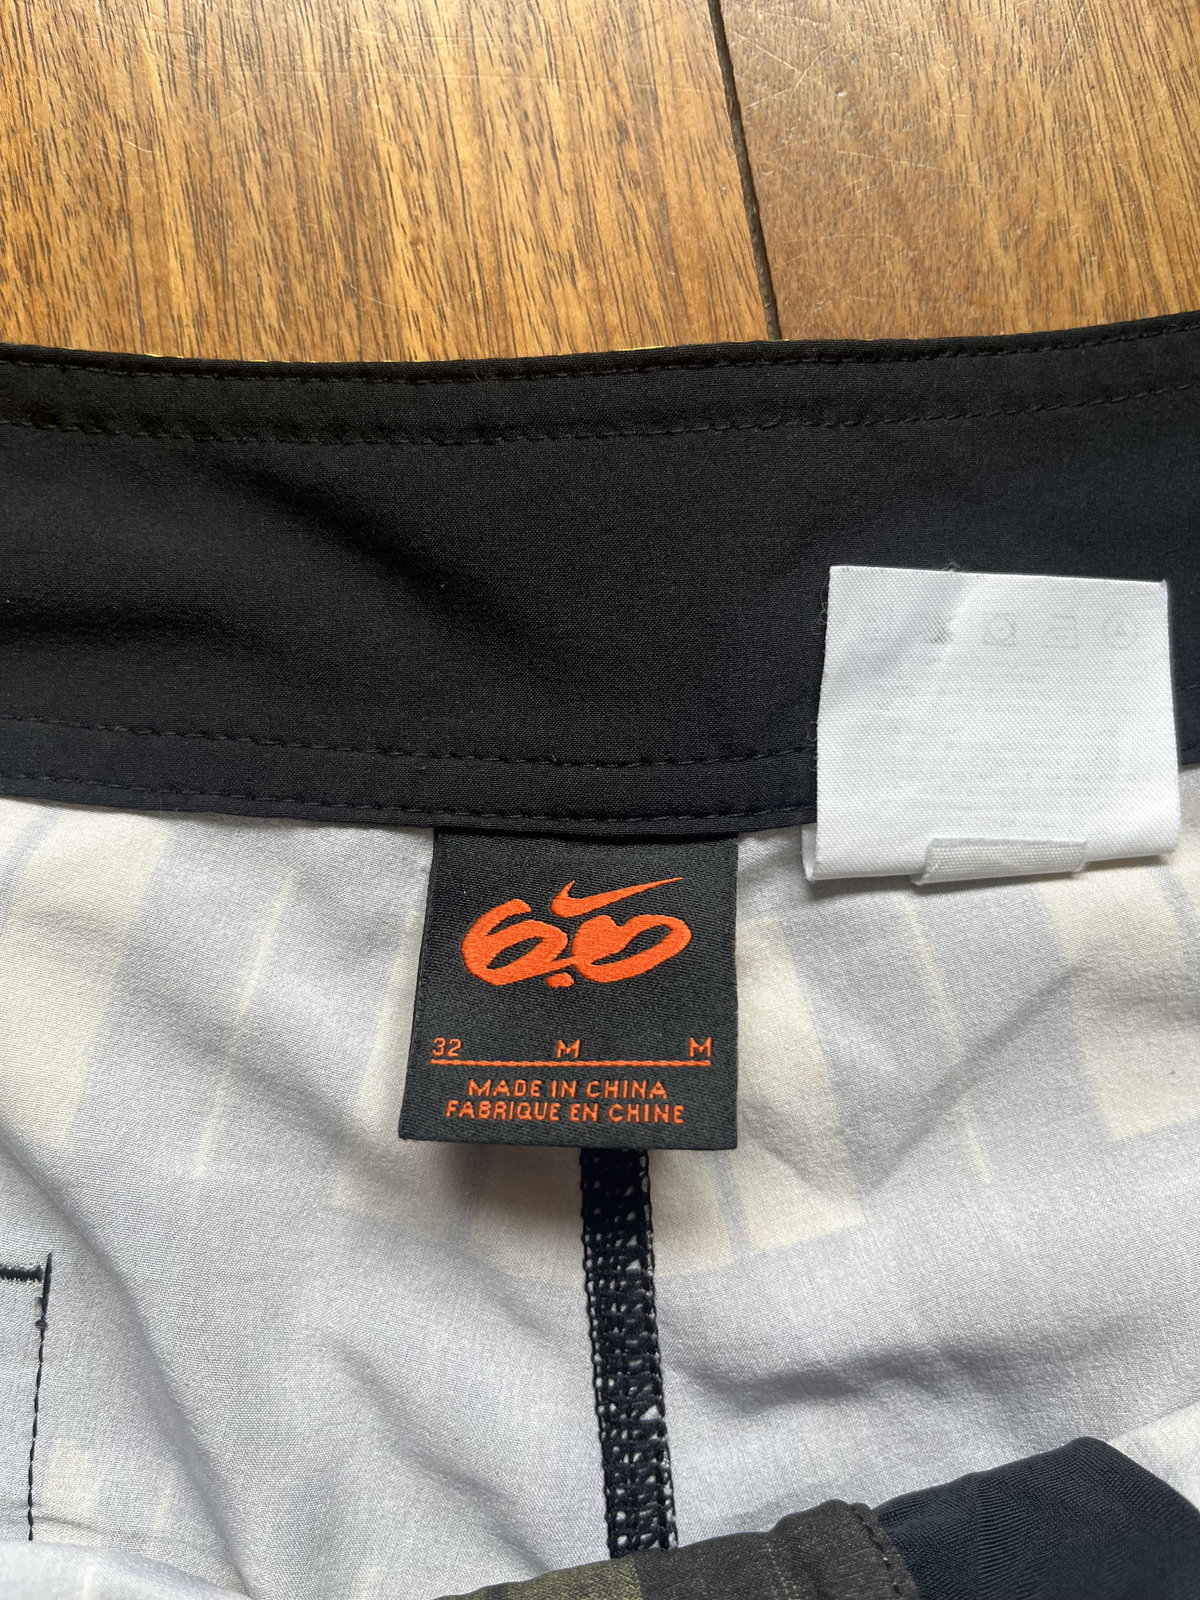 6.0
32 M M
MADE IN CHINA
FABRIQUE EN CHINE